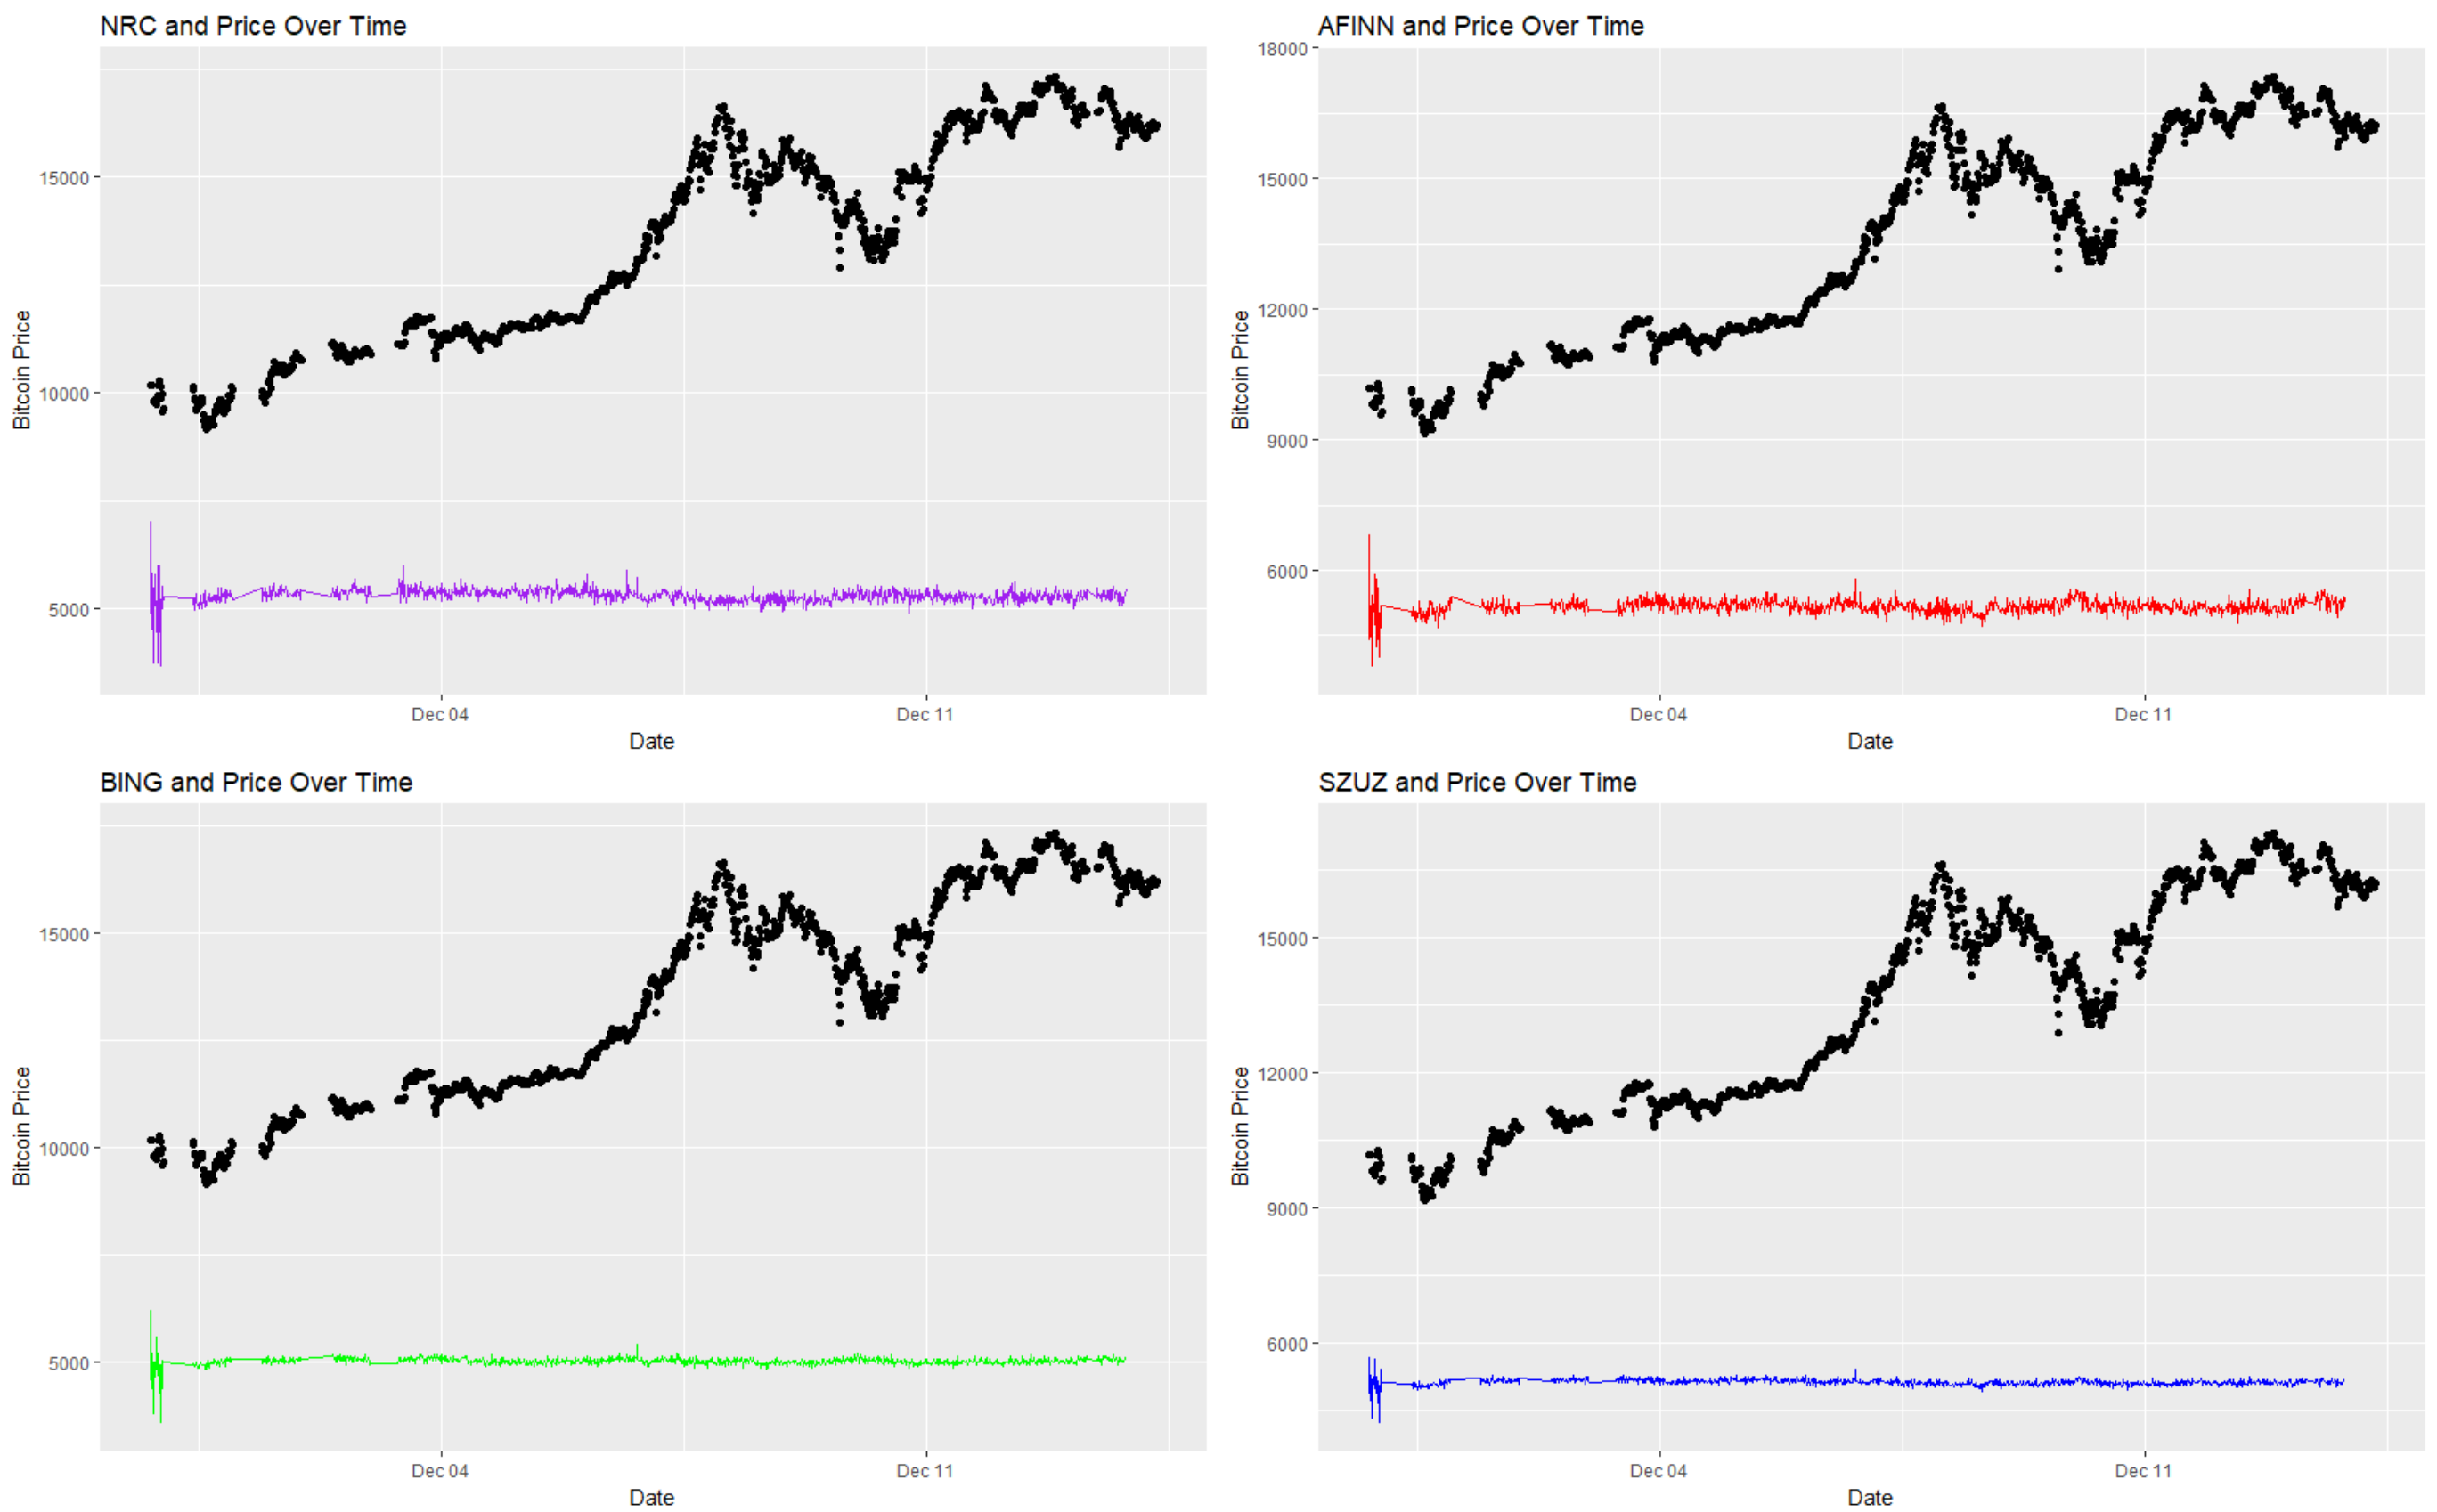 NRC and Price Over Time
Bitcoin Price
15000
10000
5000
Dec 04
Dec 11
Date
AFINN and Price Over Time
Bitcoin Price
18000
15000
12000
9000
6000
Dec 04
Dec 11
Date
BING and Price Over Time
Bitcoin Price
15000
10000
5000
Dec 04
Dec 11
Date
SZUZ and Price Over Time
Bitcoin Price
15000
12000
9000
6000
Dec 04
Dec 11
Date